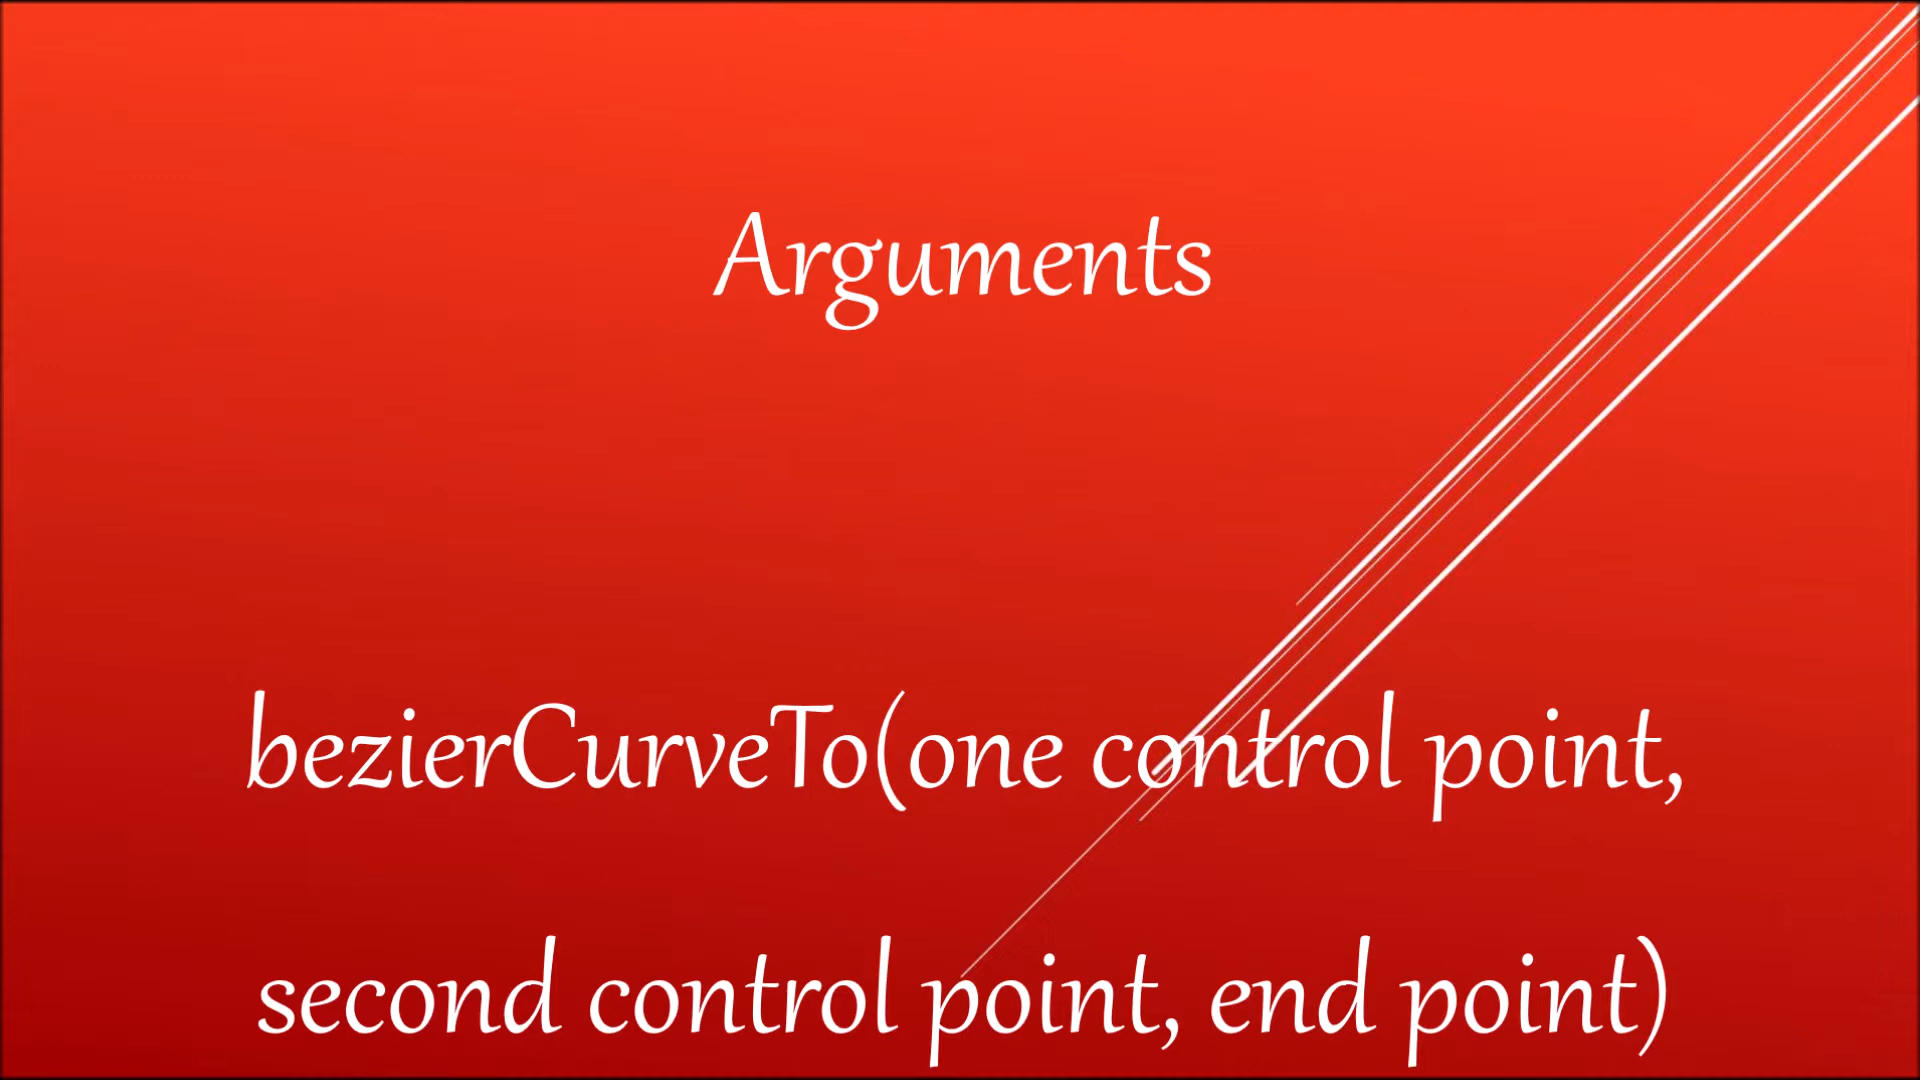 Arguments
bezierCurveTo(one control point,
second control point, end point)